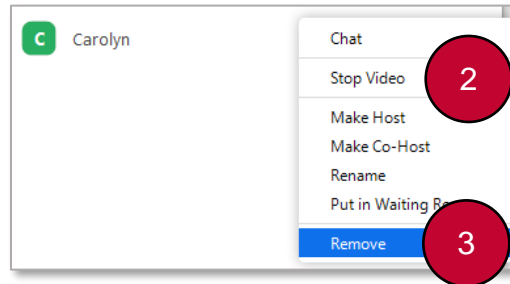 C Carolyn
Chat
Stop Video 2
Make Host
Make Co-Host
Rename
Put in Waiting
Remove 3